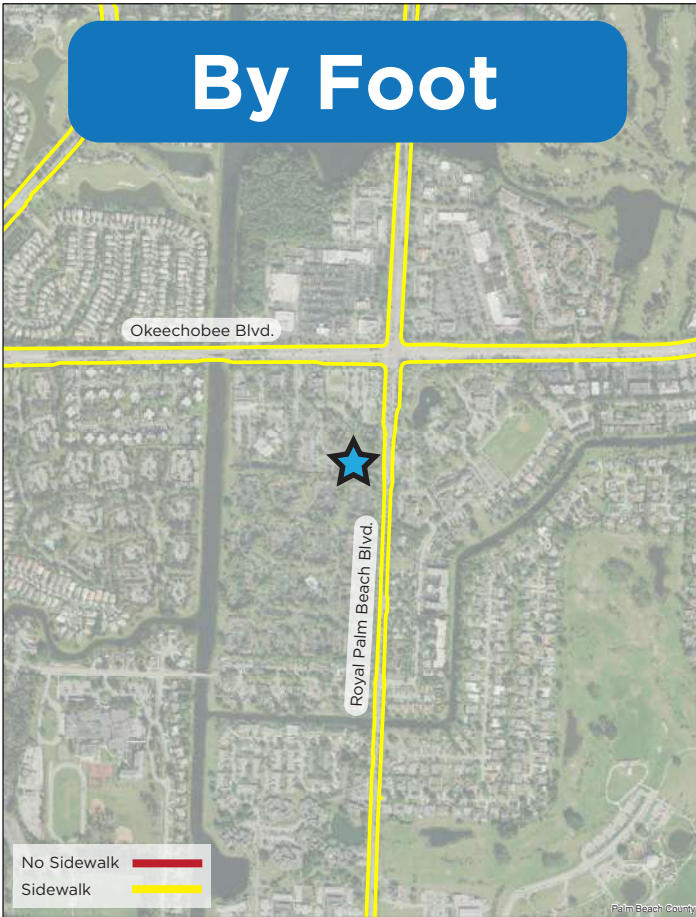 By Foot
Okeechobee Blvd.
Royal Palm Beach Blvd.
No Sidewalk
Sidewalk
Palm Beach County